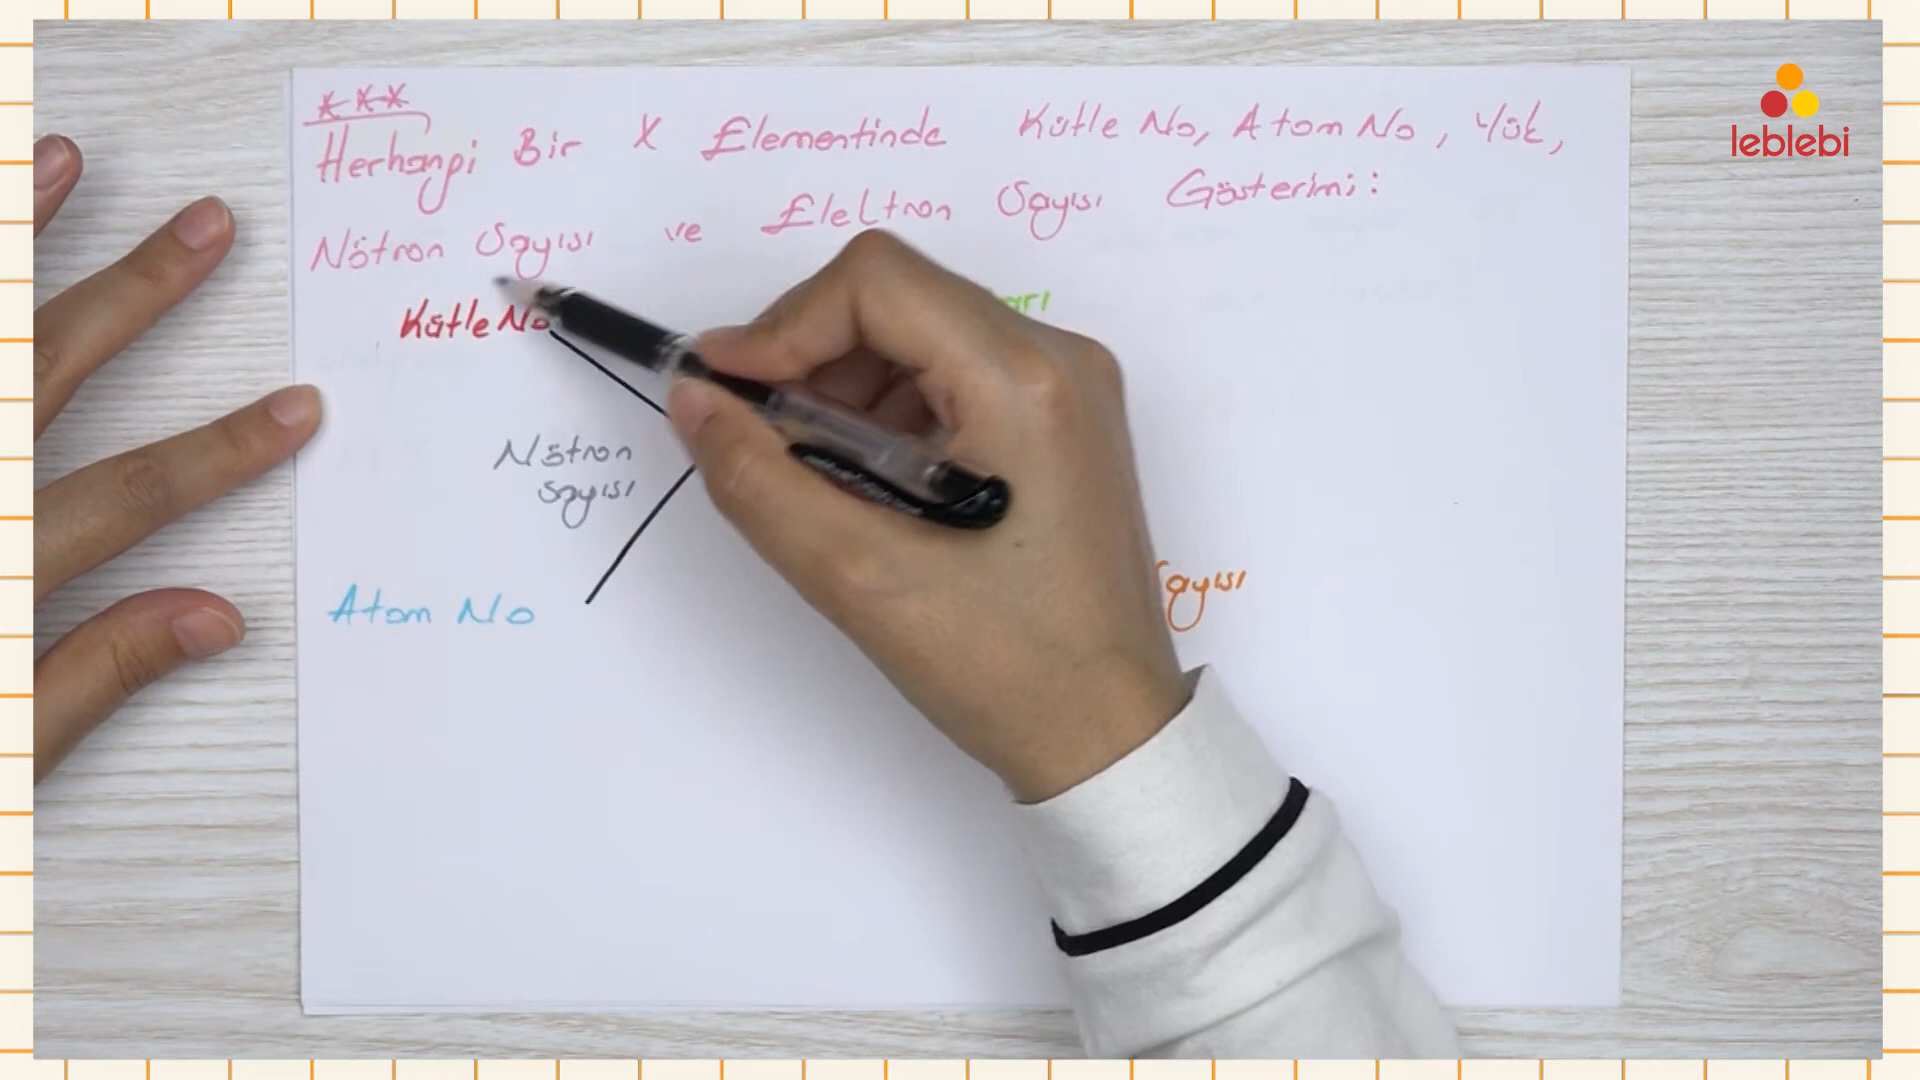 ***
Herhangi Bir X Elementinde Kütle No, Atom No, Yük,
Nötron Sayısı ve Elektron Sayısı Gösterimi:
Kütle No
Nötron
sayısı
Atom No
leblebi